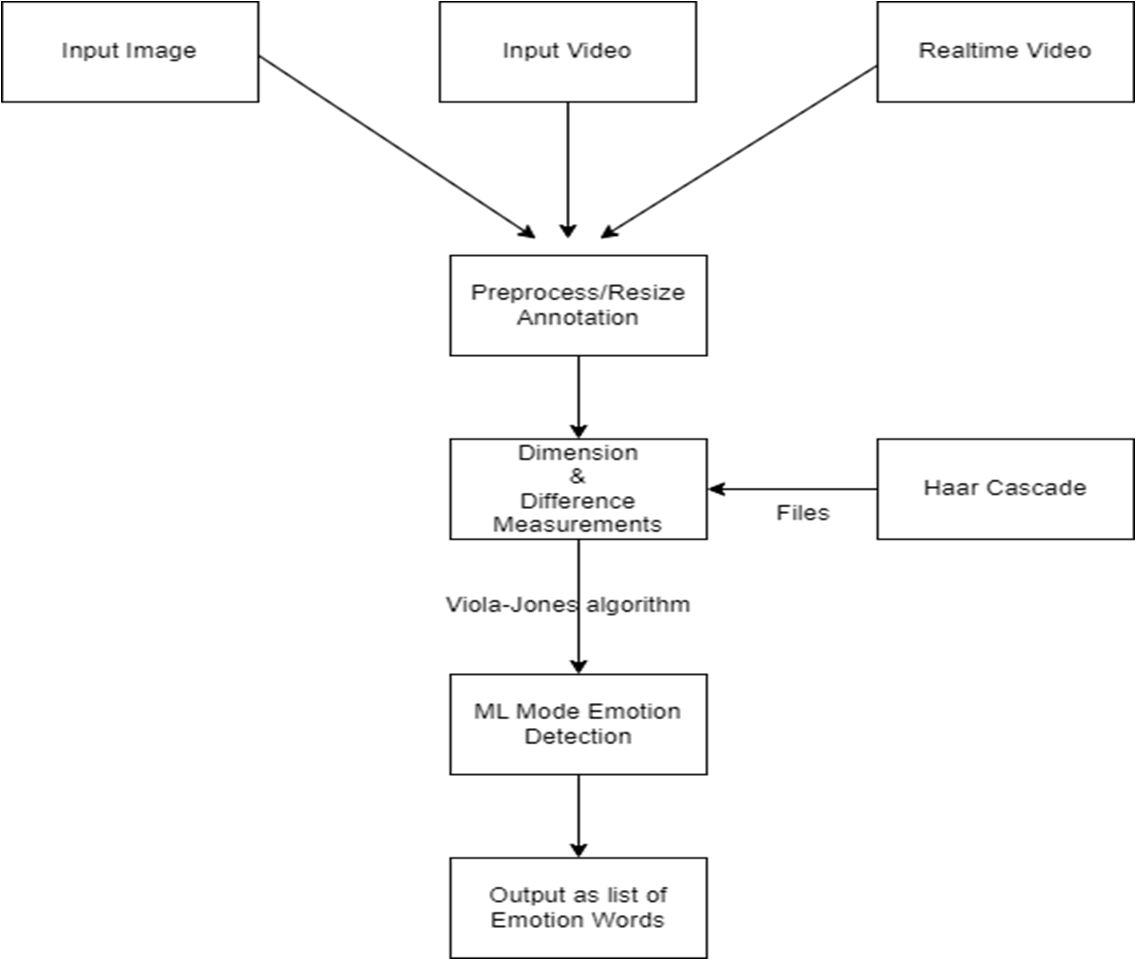 Input Image
Input Video
Realtime Video
Preprocess/Resize
Annotation
Dimension
&
Difference
Measurements
Haar Cascade
Files
Viola-Jones algorithm
ML Mode Emotion
Detection
Output as list of
Emotion Words